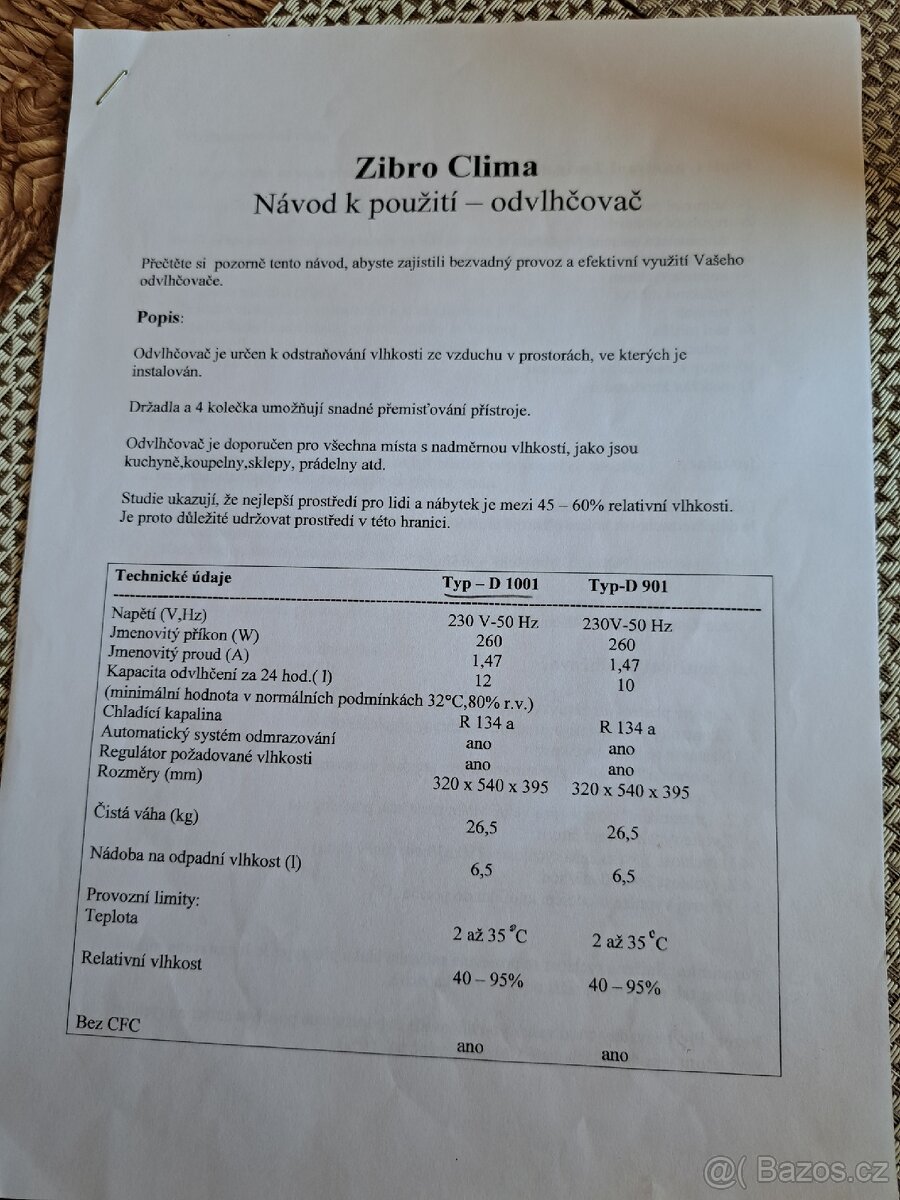 Zibro Clima
Návod k použití – odvlhčovač
Přečtěte si pozorně tento návod, abyste zajistili bezvadný provoz a efektivní využití Vašeho
odvlhčovače.
Popis:
Odvlhčovač je určen k odstraňování vlhkosti ze vzduchu v prostorách, ve kterých je
instalován.
Držadla a 4 kolečka umožňují snadné přemisťování přístroje.
Odvlhčovač je doporučen pro všechna místa s nadměrnou vlhkostí, jako jsou
kuchyně,koupelny,sklepy, prádelny atd.
Studie ukazují, že nejlepší prostředí pro lidi a nábytek je mezi 45 – 60% relativní vlhkosti.
Je proto důležité udržovat prostředí v této hranici.
Technické údaje Typ – D 1001 Typ-D 901
Napětí (V,Hz) 230 V-50 Hz 230V-50 Hz
Jmenovitý příkon (W) 260 260
Jmenovitý proud (A) 1,47 1,47
Kapacita odvlhčení za 24 hod.( l) 12 10
(minimální hodnota v normálních podmínkách 32°C,80% r.v.)
Chladící kapalina R 134 a R 134 a
Automatický systém odmrazování ano ano
Regulátor požadované vlhkosti ano ano
Rozměry (mm) 320 x 540 x 395 320 x 540 x 395
Čistá váha (kg) 26,5 26,5
Nádoba na odpadní vlhkost (l) 6,5 6,5
Provozní limity:
Teplota 2 až 35 °C 2 až 35 °C
Relativní vlhkost 40 – 95% 40 – 95%
Bez CFC ano ano
@( Bazos.cz